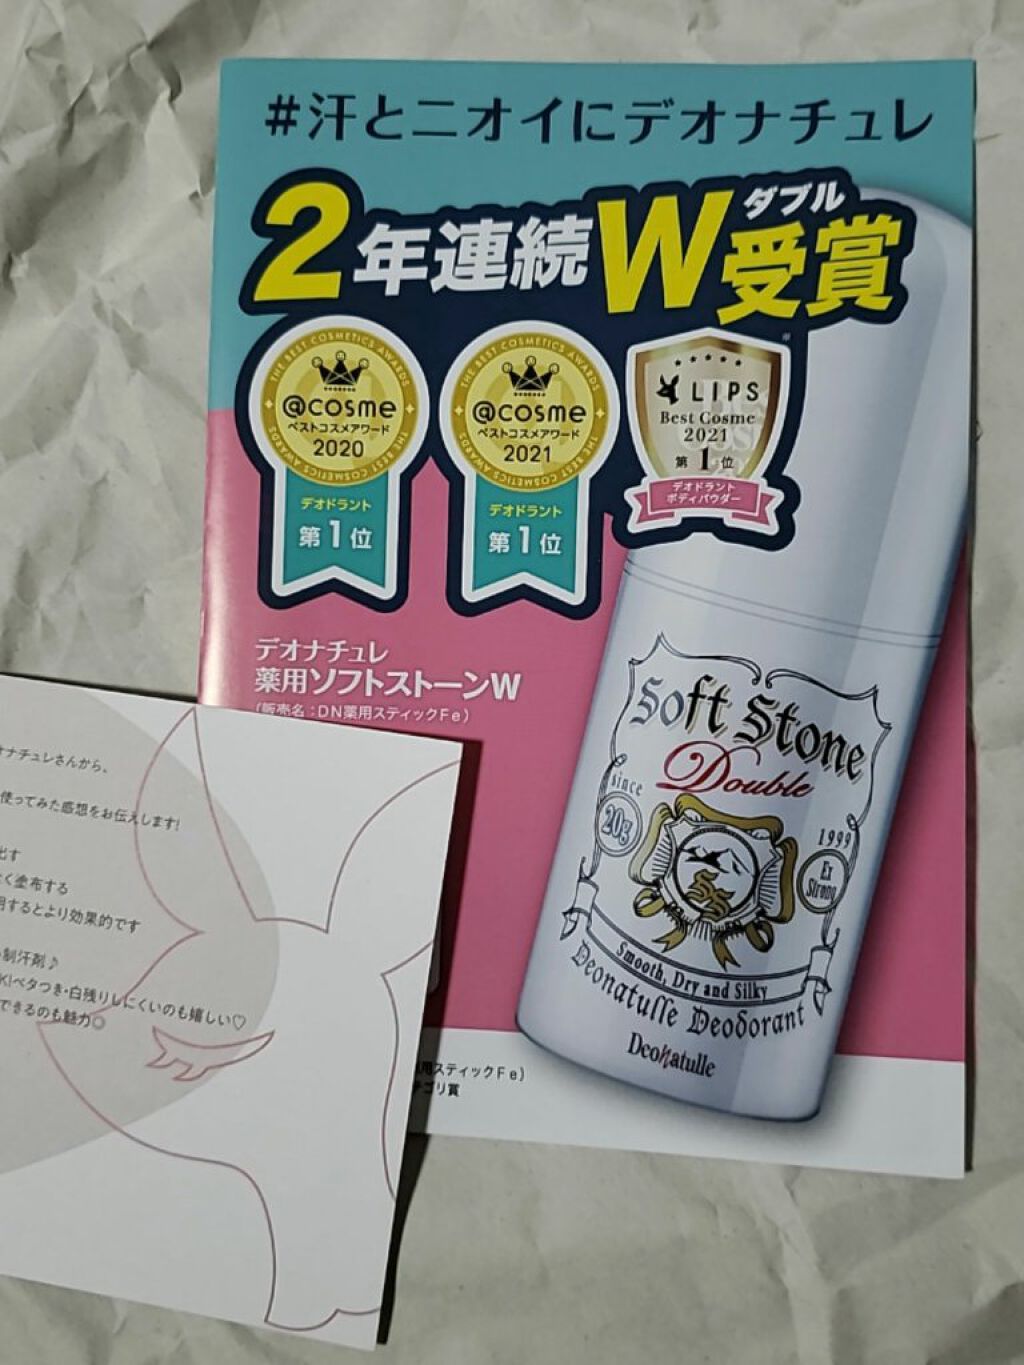 #汗とニオイにデオナチュレ
2年連続W受賞
ダブル
THE BEST COSMETICS AWARDS
@cosme
ベストコスメアワード
2020
デオドラント
第1位
THE BEST COSMETICS AWARDS
@cosme
ベストコスメアワード
2021
デオドラント
第1位
LIPS
Best Cosme
2021
第1位
デオドラント
ボディパウダー
デオナチュレ
薬用ソフトストーンW
(販売名:DN薬用スティックFe)
Soft Stone
Double
since
1999
20g
Ex
Strong
SS
Smooth, Dry and Silky
Deonatulle Deodorant
Deonatulle
用スティックFe)
ゴリ賞
オナチュレさんから、
使ってみた感想をお伝えします!
出す
く塗布する
用するとより効果的です
制汗剤♪
K!ベタつき・白残りしにくいのも嬉しい♡
できるのも魅力◎